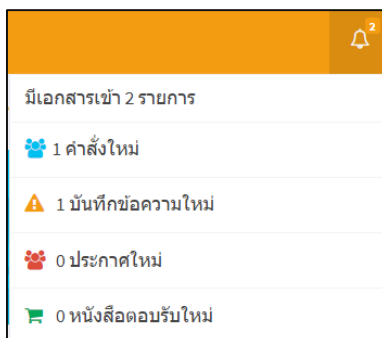 2
มีเอกสารเข้า 2 รายการ
1 คำสั่งใหม่
1 บันทึกข้อความใหม่
0 ประกาศใหม่
0 หนังสือตอบรับใหม่